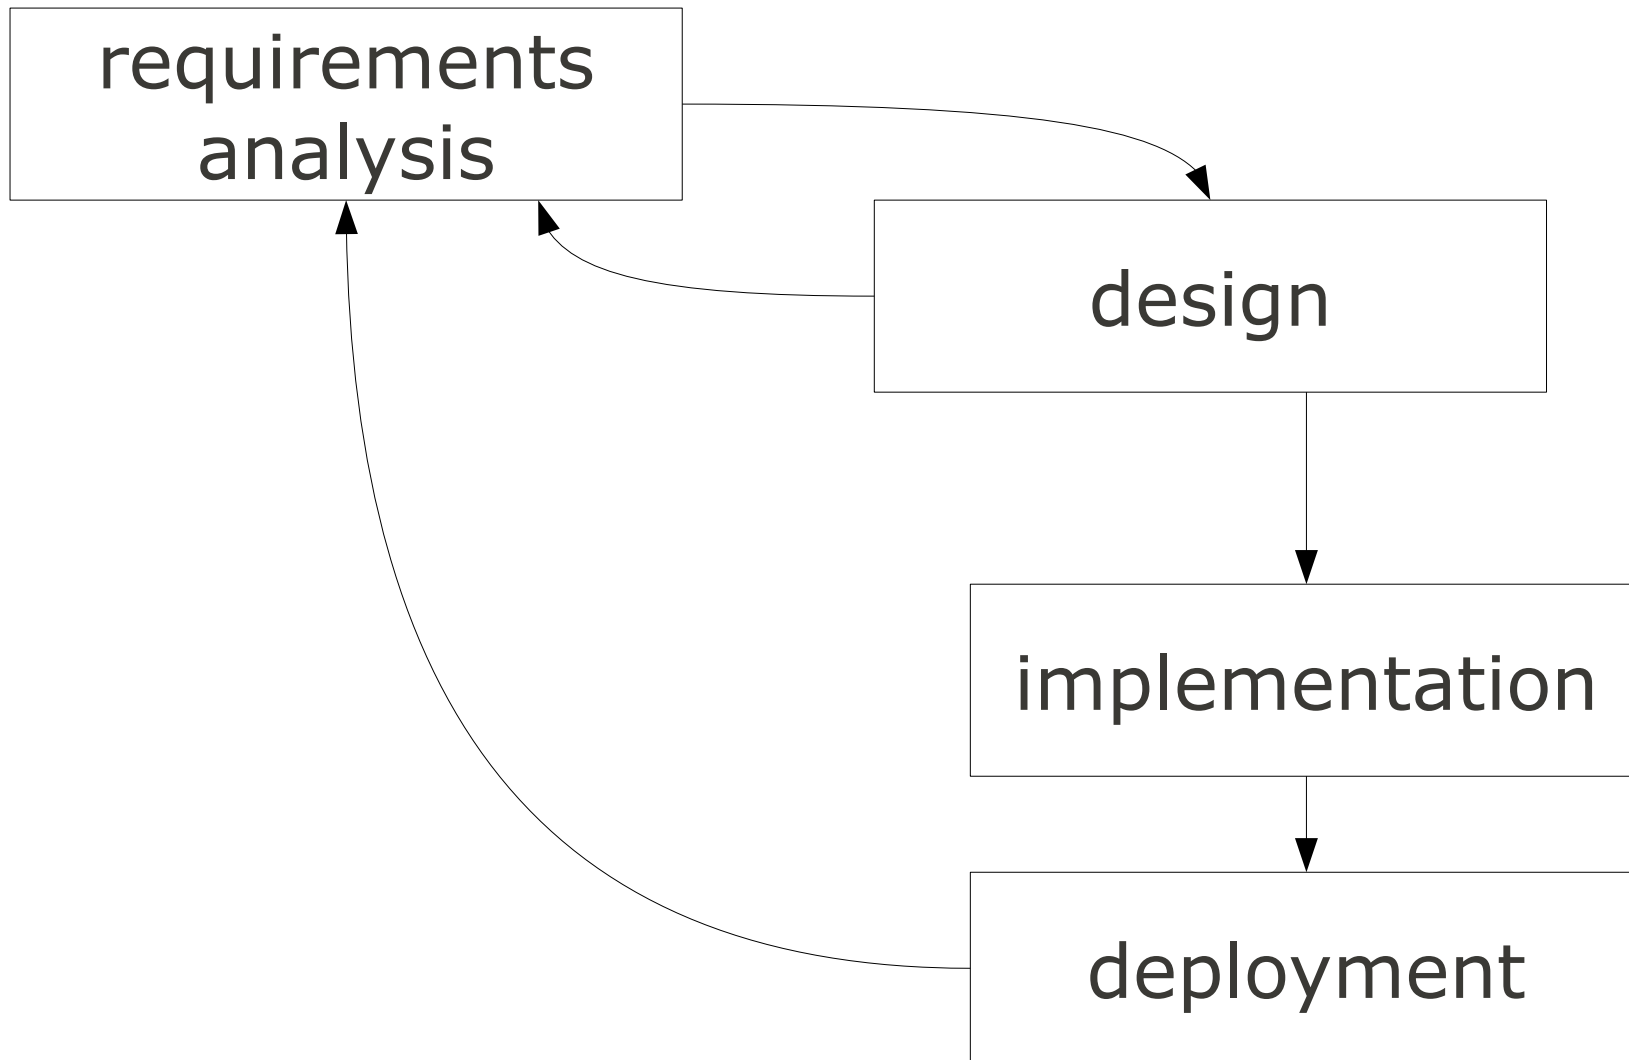 requirements
analysis
design
implementation
deployment